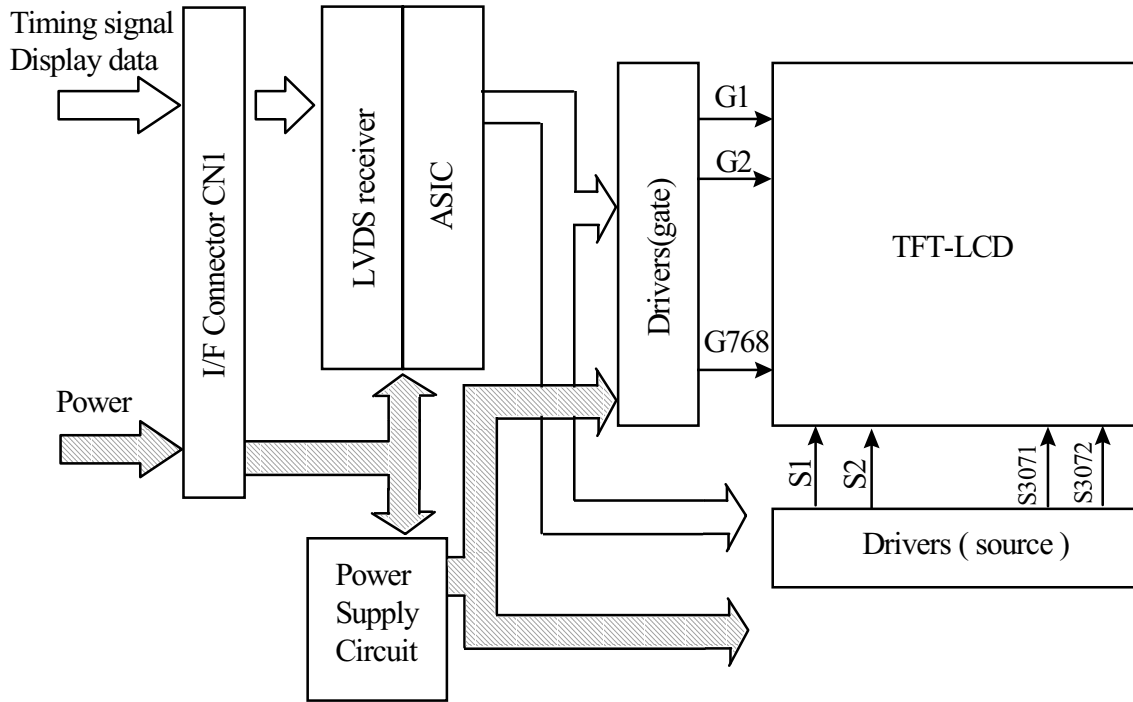 Timing signal
Display data
Power
I/F Connector CN1
LVDS receiver
ASIC
Power
Supply
Circuit
Drivers(gate)
G1
G2
G768
TFT-LCD
S1
S2
S3071
S3072
Drivers ( source )